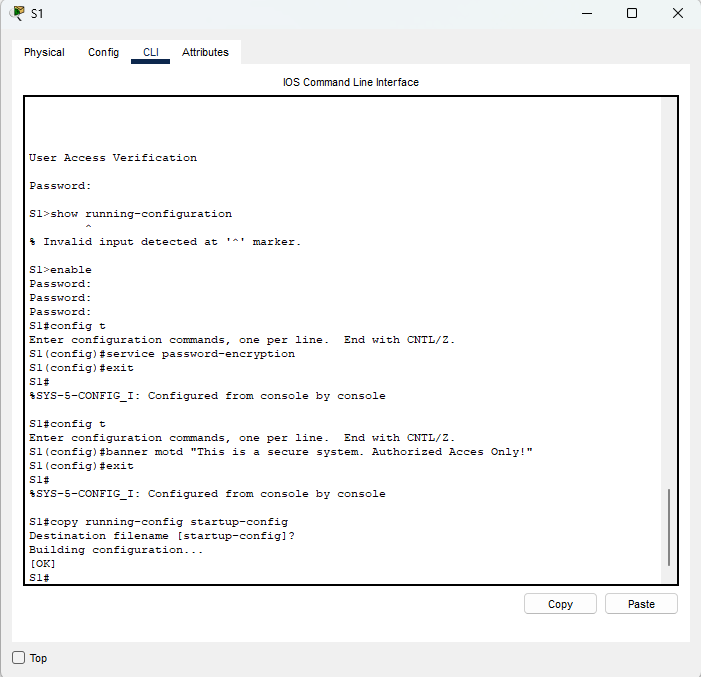 S1
Physical Config CLI Attributes
IOS Command Line Interface
User Access Verification
Password:
S1>show running-configuration
^
% Invalid input detected at '^' marker.
S1>enable
Password:
Password:
Password:
S1#config t
Enter configuration commands, one per line.  End with CNTL/Z.
S1(config)#service password-encryption
S1(config)#exit
S1#
%SYS-5-CONFIG_I: Configured from console by console
S1#config t
Enter configuration commands, one per line.  End with CNTL/Z.
S1(config)#banner motd "This is a secure system. Authorized Acces Only!"
S1(config)#exit
S1#
%SYS-5-CONFIG_I: Configured from console by console
S1#copy running-config startup-config
Destination filename [startup-config]?
Building configuration...
[OK]
S1#
Copy Paste
Top